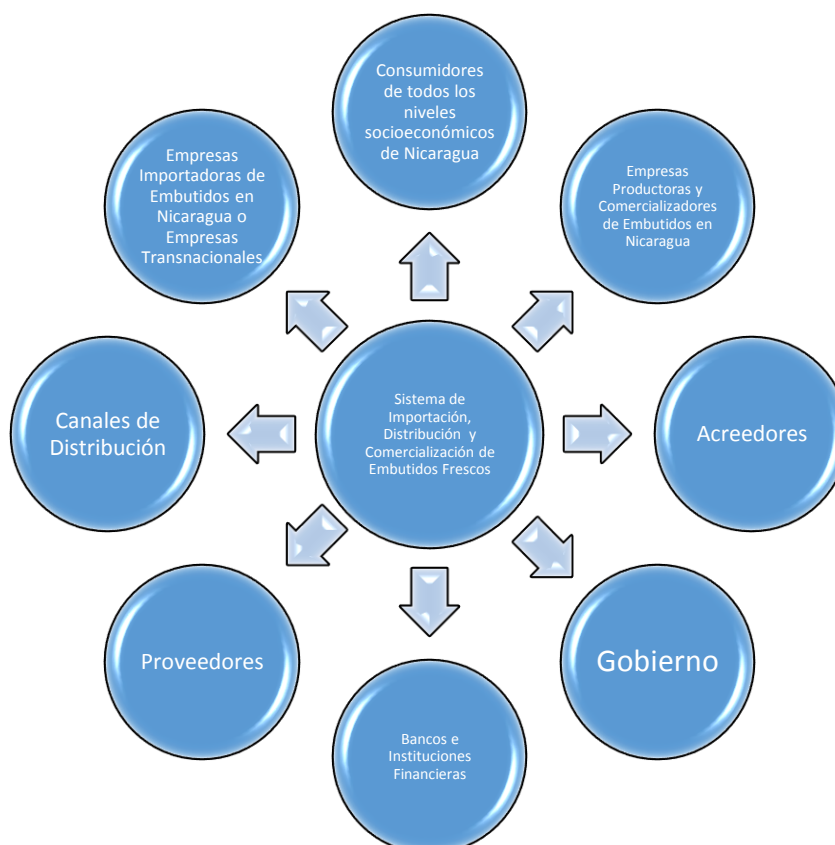 Consumidores
de todos los
niveles
socioeconómicos
de Nicaragua
Empresas
Productoras y
Comercializadores
de Embutidos en
Nicaragua
Acreedores
Gobierno
Bancos e
Instituciones
Financieras
Proveedores
Canales de
Distribución
Empresas
Importadoras de
Embutidos en
Nicaragua o
Empresas
Transnacionales
Sistema de
Importación,
Distribución y
Comercialización de
Embutidos Frescos